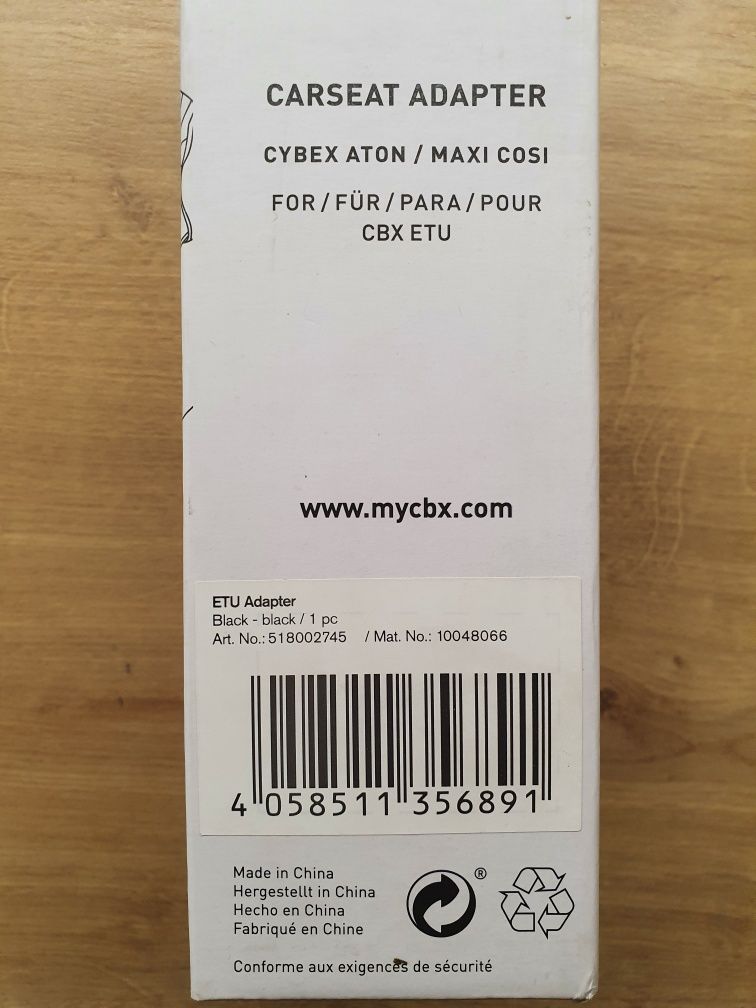 CARSEAT ADAPTER
CYBEX ATON / MAXI COSI
FOR / FÜR / PARA / POUR
CBX ETU
www.mycbx.com
ETU Adapter
Black - black / 1 pc
Art. No.: 518002745 / Mat. No.: 10048066
4 058511 356891
Made in China
Hergestellt in China
Hecho en China
Fabriqué en Chine
®
Conforme aux exigences de sécurité